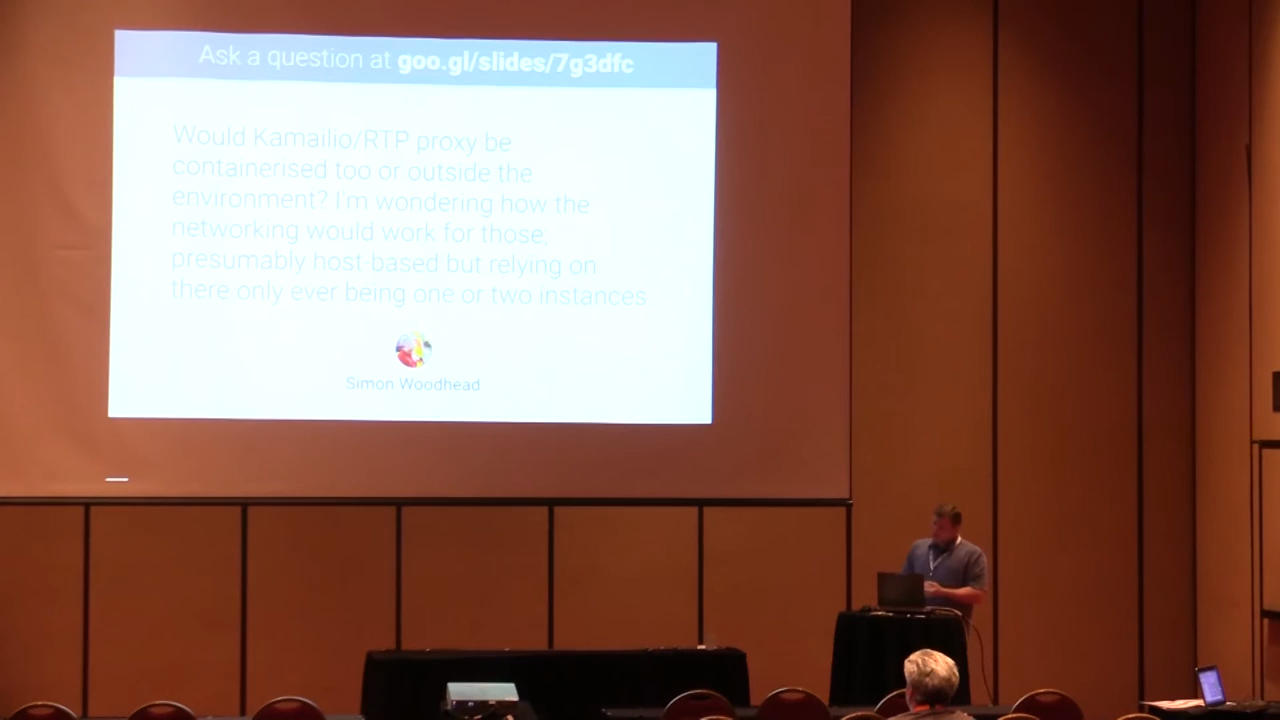 Ask a question at goo.gl/slides/7g3dfc
Would Kamailio/RTP proxy be
containerised too or outside the
environment? I'm wondering how the
networking would work for those;
presumably host-based but relying on
there only ever being one or two instances
Simon Woodhead